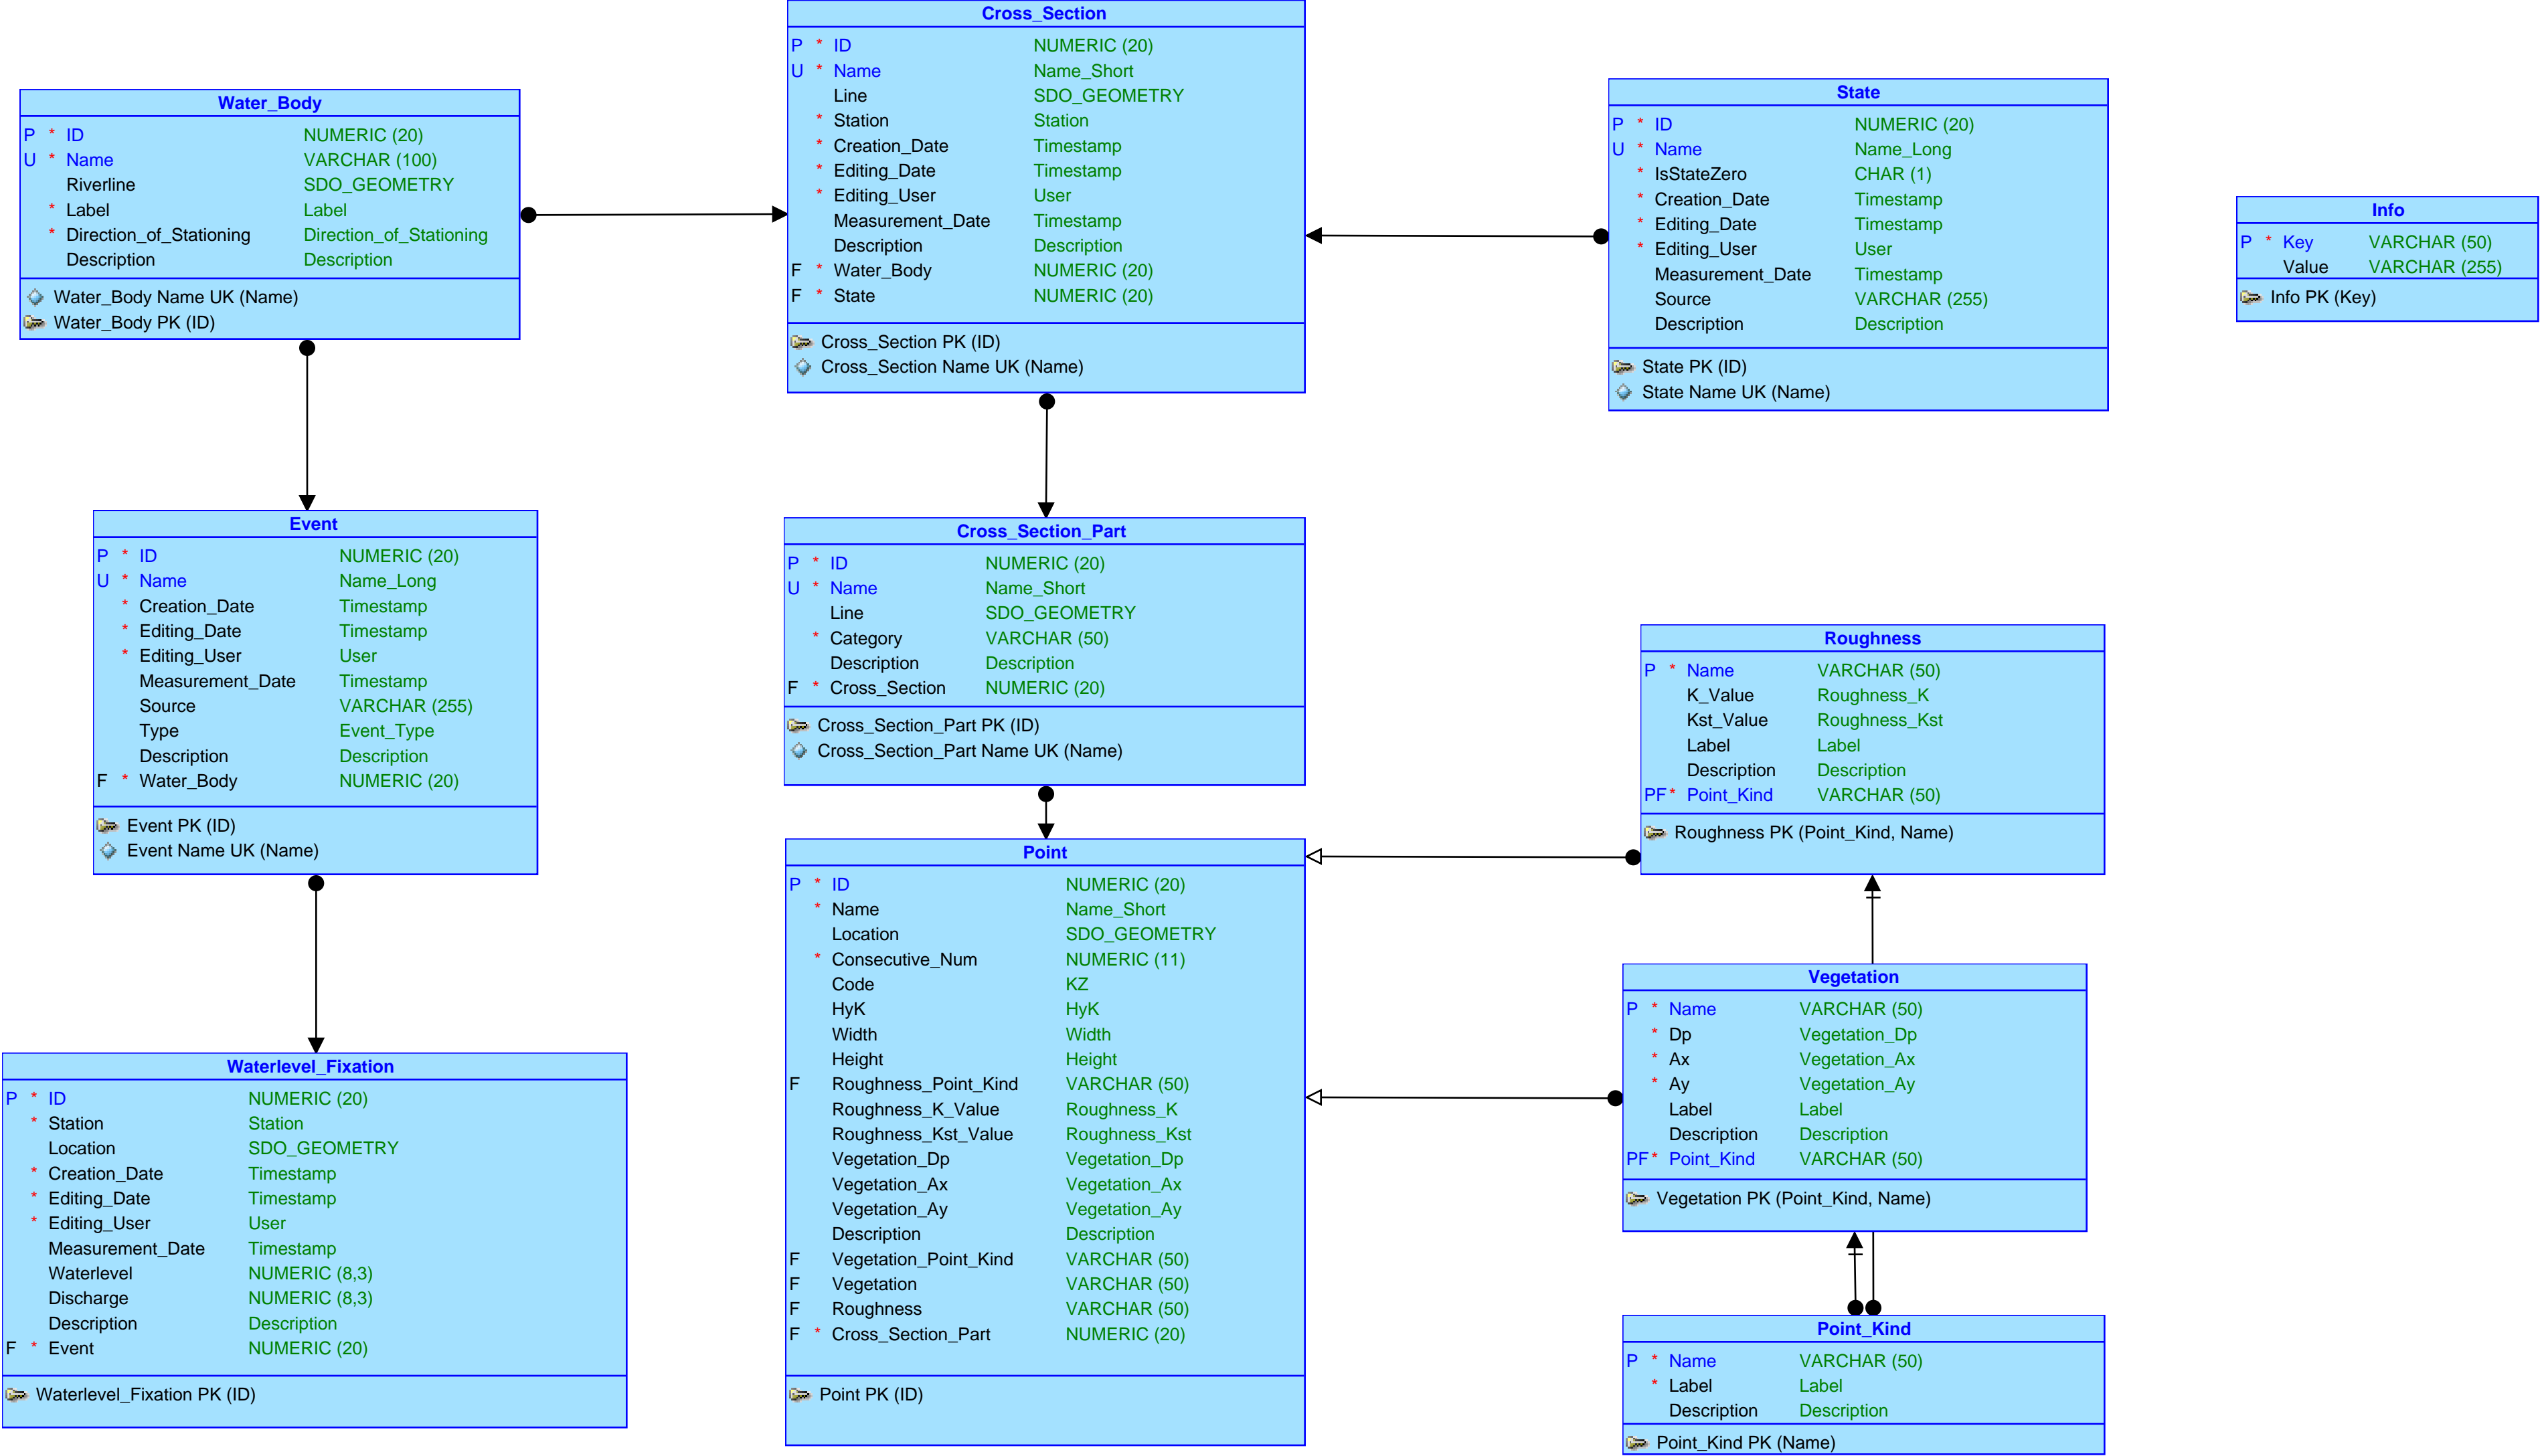 Cross_Section
P * ID NUMERIC (20)
U * Name Name_Short
Line SDO_GEOMETRY
* Station Station
* Creation_Date Timestamp
* Editing_Date Timestamp
* Editing_User User
Measurement_Date Timestamp
Description Description
F * Water_Body NUMERIC (20)
F * State NUMERIC (20)
Cross_Section PK (ID)
Cross_Section Name UK (Name)
Water_Body
P * ID NUMERIC (20)
U * Name VARCHAR (100)
Riverline SDO_GEOMETRY
* Label Label
* Direction_of_Stationing Direction_of_Stationing
Description Description
Water_Body Name UK (Name)
Water_Body PK (ID)
State
P * ID NUMERIC (20)
U * Name Name_Long
* IsStateZero CHAR (1)
* Creation_Date Timestamp
* Editing_Date Timestamp
* Editing_User User
Measurement_Date Timestamp
Source VARCHAR (255)
Description Description
State PK (ID)
State Name UK (Name)
Info
P * Key VARCHAR (50)
Value VARCHAR (255)
Info PK (Key)
Event
P * ID NUMERIC (20)
U * Name Name_Long
* Creation_Date Timestamp
* Editing_Date Timestamp
* Editing_User User
Measurement_Date Timestamp
Source VARCHAR (255)
Type Event_Type
Description Description
F * Water_Body NUMERIC (20)
Event PK (ID)
Event Name UK (Name)
Cross_Section_Part
P * ID NUMERIC (20)
U * Name Name_Short
Line SDO_GEOMETRY
* Category VARCHAR (50)
Description Description
F * Cross_Section NUMERIC (20)
Cross_Section_Part PK (ID)
Cross_Section_Part Name UK (Name)
Roughness
P * Name VARCHAR (50)
K_Value Roughness_K
Kst_Value Roughness_Kst
Label Label
Description Description
PF* Point_Kind VARCHAR (50)
Roughness PK (Point_Kind, Name)
Point
P * ID NUMERIC (20)
* Name Name_Short
Location SDO_GEOMETRY
* Consecutive_Num NUMERIC (11)
Code KZ
HyK HyK
Width Width
Height Height
F Roughness_Point_Kind VARCHAR (50)
Roughness_K_Value Roughness_K
Roughness_Kst_Value Roughness_Kst
Vegetation_Dp Vegetation_Dp
Vegetation_Ax Vegetation_Ax
Vegetation_Ay Vegetation_Ay
Description Description
F Vegetation_Point_Kind VARCHAR (50)
F Vegetation VARCHAR (50)
F Roughness VARCHAR (50)
F * Cross_Section_Part NUMERIC (20)
Point PK (ID)
Vegetation
P * Name VARCHAR (50)
* Dp Vegetation_Dp
* Ax Vegetation_Ax
* Ay Vegetation_Ay
Label Label
Description Description
PF* Point_Kind VARCHAR (50)
Vegetation PK (Point_Kind, Name)
Waterlevel_Fixation
P * ID NUMERIC (20)
* Station Station
Location SDO_GEOMETRY
* Creation_Date Timestamp
* Editing_Date Timestamp
* Editing_User User
Measurement_Date Timestamp
Waterlevel NUMERIC (8,3)
Discharge NUMERIC (8,3)
Description Description
F * Event NUMERIC (20)
Waterlevel_Fixation PK (ID)
Point_Kind
P * Name VARCHAR (50)
* Label Label
Description Description
Point_Kind PK (Name)